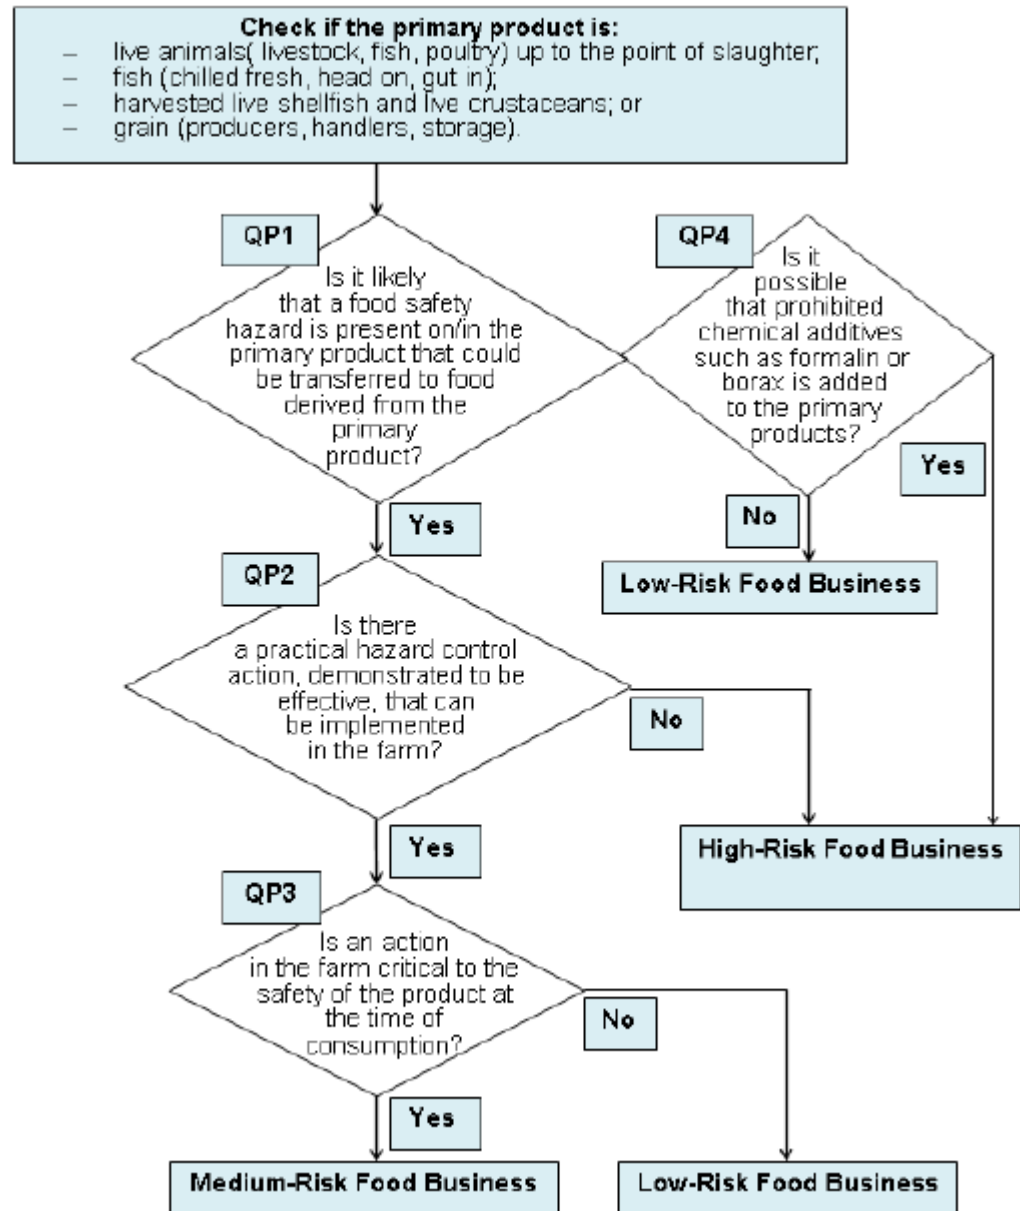 Check if the primary product is:
– live animals( livestock, fish, poultry) up to the point of slaughter;
– fish (chilled fresh, head on, gut in);
– harvested live shellfish and live crustaceans; or
– grain (producers, handlers, storage).
QP1
Is it likely
that a food safety
hazard is present on/in the
primary product that could
be transferred to food
derived from the
primary
product?
QP4
Is it
possible
that prohibited
chemical additives
such as formalin or
borax is added
to the primary
products?
Yes
No
Low-Risk Food Business
Yes
QP2
Is there
a practical hazard control
action, demonstrated to be
effective, that can
be implemented
in the farm?
No
High-Risk Food Business
Yes
QP3
Is an action
in the farm critical to the
safety of the product at
the time of
consumption?
No
Yes
Medium-Risk Food Business
Low-Risk Food Business